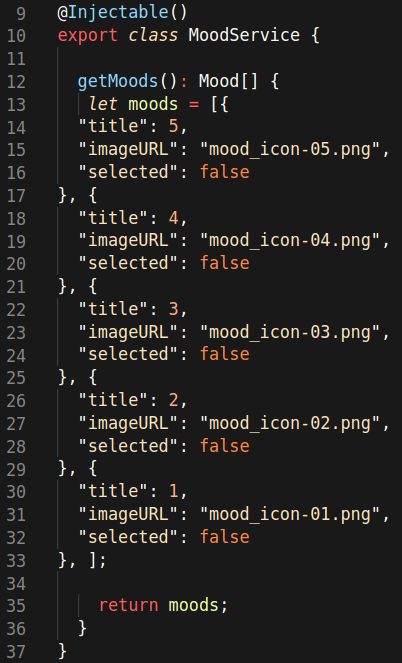 9 @Injectable()
10 export class MoodService {
11
12 getMoods(): Mood[] {
13 let moods = [{
14 "title": 5,
15 "imageURL": "mood_icon-05.png",
16 "selected": false
17 }, {
18 "title": 4,
19 "imageURL": "mood_icon-04.png",
20 "selected": false
21 }, {
22 "title": 3,
23 "imageURL": "mood_icon-03.png",
24 "selected": false
25 }, {
26 "title": 2,
27 "imageURL": "mood_icon-02.png",
28 "selected": false
29 }, {
30 "title": 1,
31 "imageURL": "mood_icon-01.png",
32 "selected": false
33 }, ];
34
35 return moods;
36 }
37 }